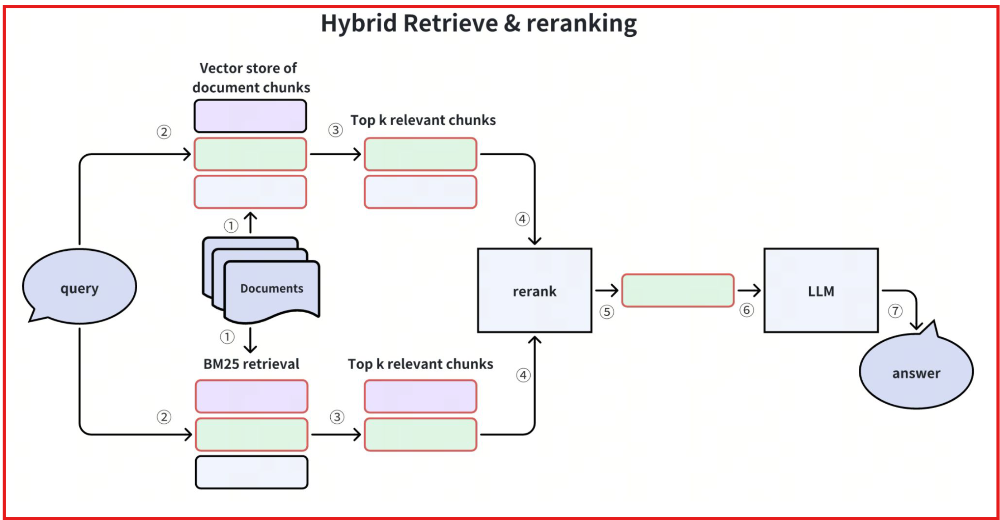 Hybrid Retrieve & reranking
Vector store of
document chunks
②
③
Top k relevant chunks
①
④
query
Documents
rerank
LLM
⑤
⑥
⑦
①
BM25 retrieval
Top k relevant chunks
④
answer
②
③